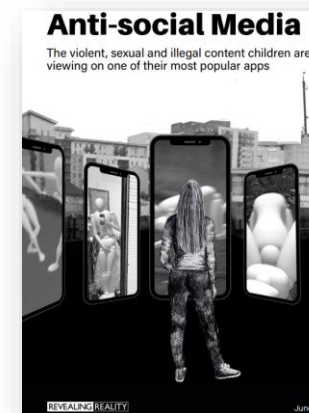 Anti-social Media
The violent, sexual and illegal content children are
viewing on one of their most popular apps
REVEALING REALITY
June